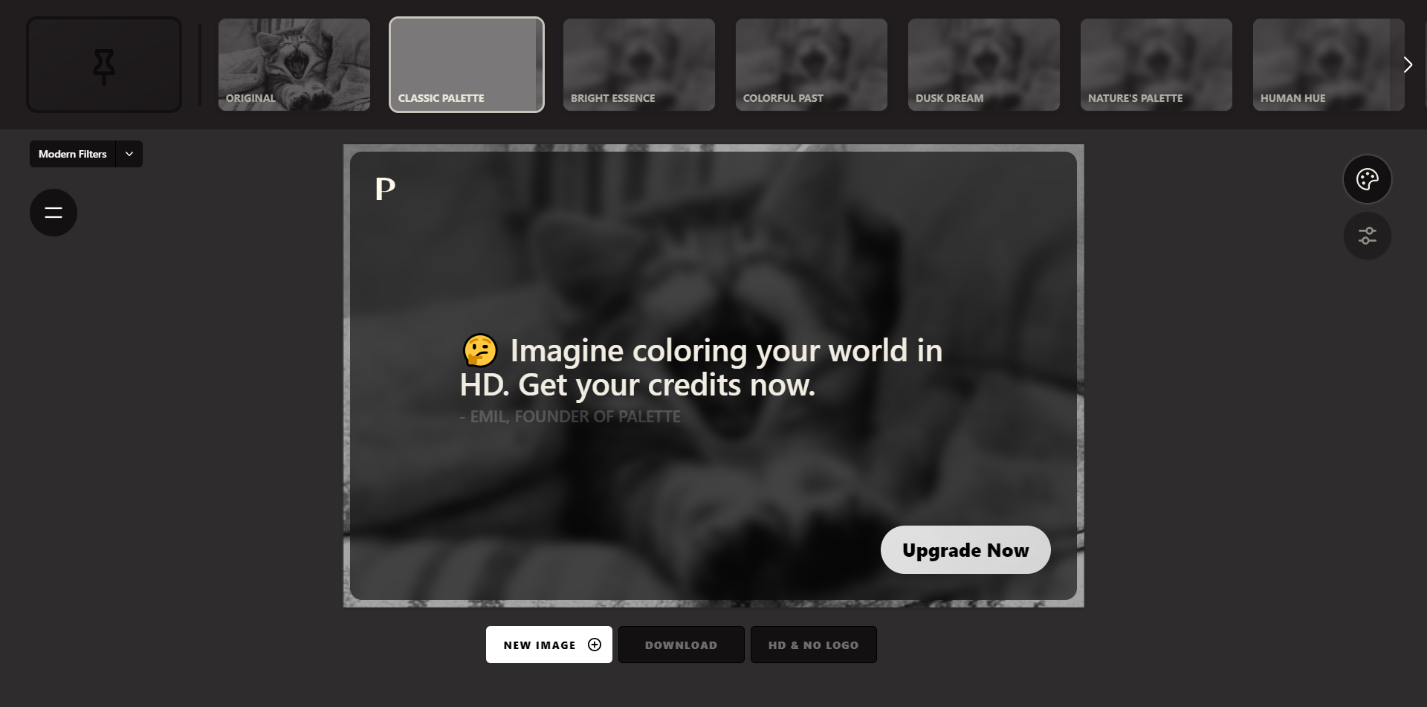 ORIGINAL
CLASSIC PALETTE
BRIGHT ESSENCE
COLORFUL PAST
DUSK DREAM
NATURE'S PALETTE
HUMAN HUE
Modern Filters
P
🤔 Imagine coloring your world in
HD. Get your credits now.
- EMIL, FOUNDER OF PALETTE
Upgrade Now
NEW IMAGE
DOWNLOAD
HD & NO LOGO